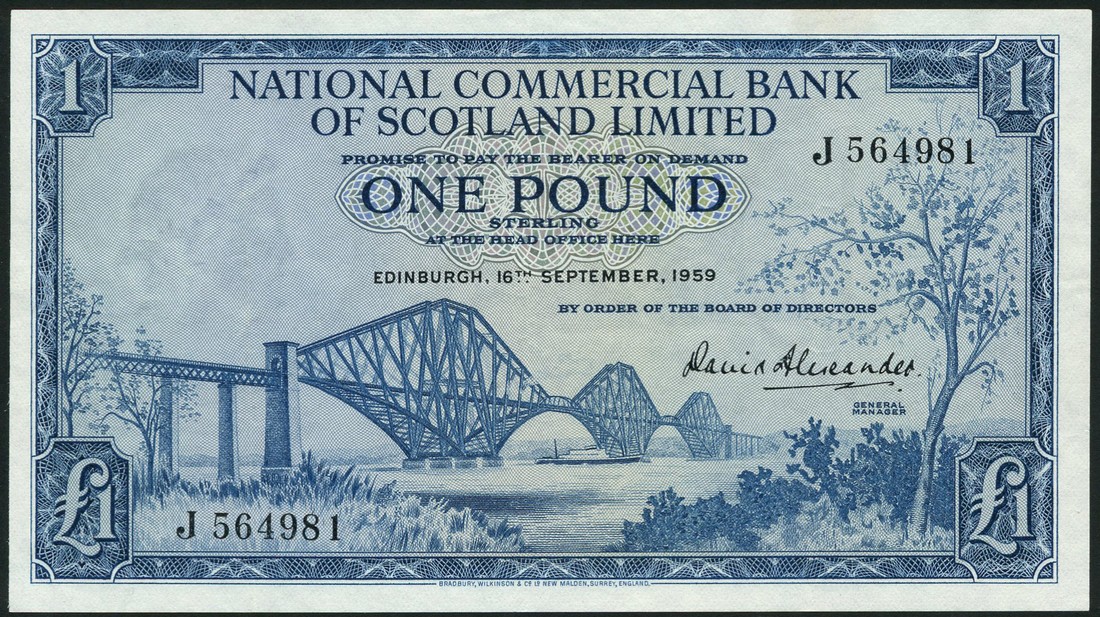 1
1
NATIONAL COMMERCIAL BANK
OF SCOTLAND LIMITED
J 564981
PROMISE TO PAY THE BEARER ON DEMAND
ONE POUND
STERLING
AT THE HEAD OFFICE HERE
EDINBURGH, 16TH SEPTEMBER, 1959
BY ORDER OF THE BOARD OF DIRECTORS
David Alexander.
GENERAL
MANAGER
£1
J 564981
£1
BRADBURY, WILKINSON & Co. LD. NEW MALDEN, SURREY, ENGLAND.